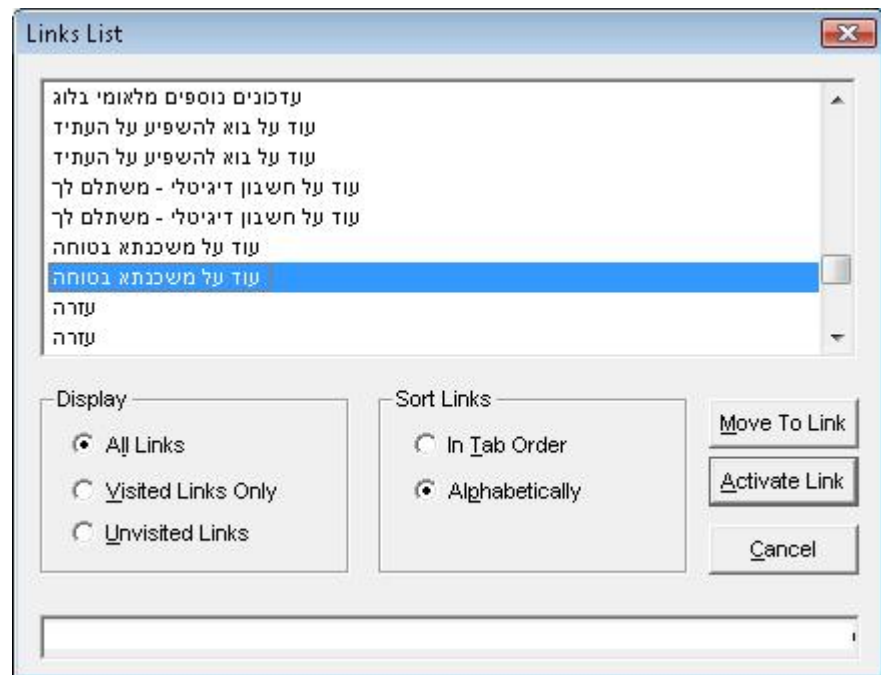 Links List
עדכונים נוספים מלאומי בלוג
עוד על בוא להשפיע על העתיד
עוד על בוא להשפיע על העתיד
עוד על חשבון דיגיטלי - משתלם לך
עוד על חשבון דיגיטלי - משתלם לך
עוד על משכנתא בטוחה
עוד על משכנתא בטוחה
עזרה
עזרה
Display
All Links
Visited Links Only
Unvisited Links
Sort Links
In Tab Order
Alphabetically
Move To Link
Activate Link
Cancel